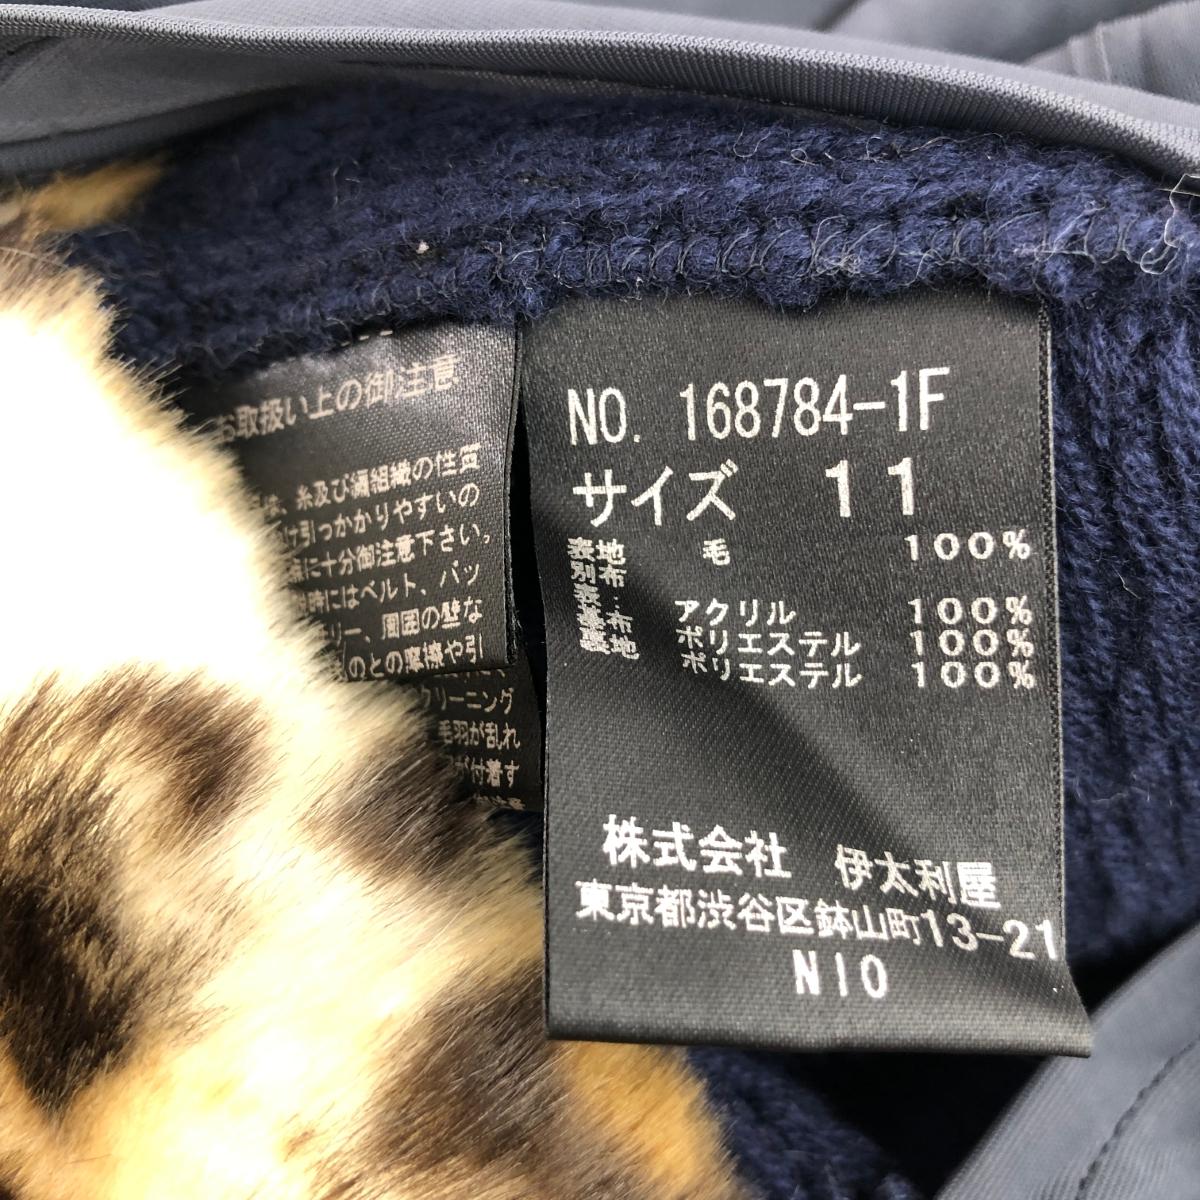 お取扱い上の御注意
は、糸及び編組織の性質
引っかかりやすいの
に十分御注意下さい。
時にはベルト、バッ
リー、周囲の壁な
のとの摩擦や引
クリーニング
毛羽が乱れ
が付着す
NO. 168784-1F
サイズ 11
表地 毛 100%
別布
表:
アクリル 100%
布 ポリエステル 100%
地 ポリエステル 100%
株式会社 伊太利屋
東京都渋谷区鉢山町13-21
NIO